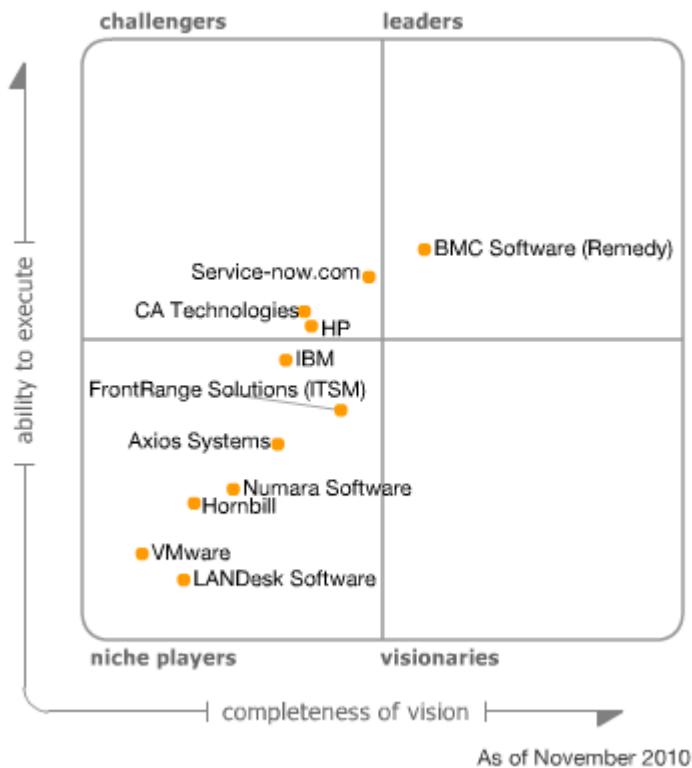 challengers
leaders
BMC Software (Remedy)
Service-now.com
CA Technologies
HP
IBM
FrontRange Solutions (ITSM)
Axios Systems
Numara Software
Hornbill
VMware
LANDesk Software
niche players
visionaries
ability to execute
completeness of vision
As of November 2010